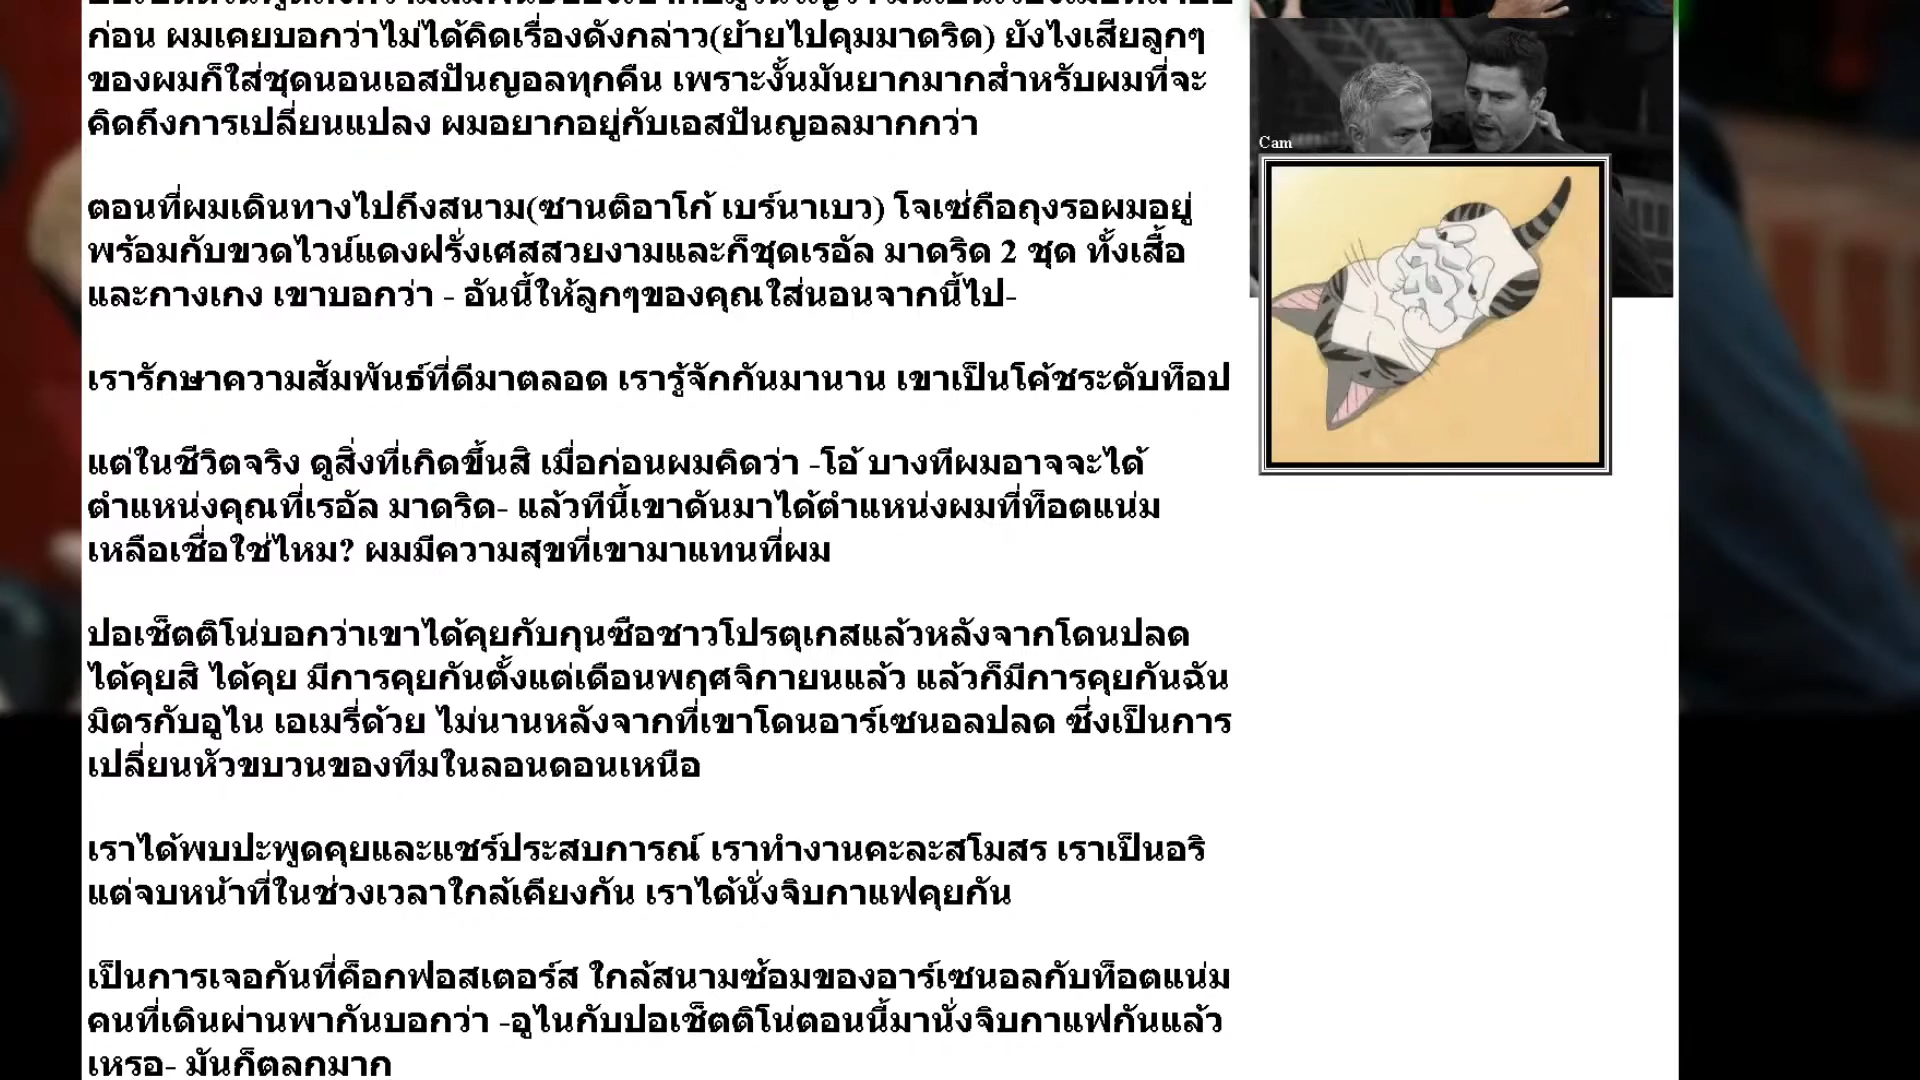 ก่อน ผมเคยบอกว่าไม่ได้คิดเรื่องดังกล่าว(ย้ายไปคุมมาดริด) ยังไงเสียลูกๆ
ของผมก็ใส่ชุดนอนเอสปันญอลทุกคืน เพราะงั้นมันยากมากสำหรับผมที่จะ
คิดถึงการเปลี่ยนแปลง ผมอยากอยู่กับเอสปันญอลมากกว่า
Cam
ตอนที่ผมเดินทางไปถึงสนาม(ซานติอาโก้ เบร์นาเบว) โจเซ่ถือถุงรอผมอยู่
พร้อมกับขวดไวน์แดงฝรั่งเศสสวยงามและก็ชุดเรอัล มาดริด 2 ชุด ทั้งเสื้อ
และกางเกง เขาบอกว่า - อันนี้ให้ลูกๆของคุณใส่นอนจากนี้ไป-
เรารักษาความสัมพันธ์ที่ดีมาตลอด เรารู้จักกันมานาน เขาเป็นโค้ชระดับท็อป
แต่ในชีวิตจริง ดูสิ่งที่เกิดขึ้นสิ เมื่อก่อนผมคิดว่า -โอ้ บางทีผมอาจจะได้
ตำแหน่งคุณที่เรอัล มาดริด- แล้วทีนี้เขาดันมาได้ตำแหน่งผมที่ท็อตแน่ม
เหลือเชื่อใช่ไหม? ผมมีความสุขที่เขามาแทนที่ผม
ปอเช็ตติโน่บอกว่าเขาได้คุยกับกุนซือชาวโปรตุเกสแล้วหลังจากโดนปลด
ได้คุยสิ ได้คุย มีการคุยกันตั้งแต่เดือนพฤศจิกายนแล้ว แล้วก็มีการคุยกันฉัน
มิตรกับอูไน เอเมรี่ด้วย ไม่นานหลังจากที่เขาโดนอาร์เซนอลปลด ซึ่งเป็นการ
เปลี่ยนหัวขบวนของทีมในลอนดอนเหนือ
เราได้พบปะพูดคุยและแชร์ประสบการณ์ เราทำงานคะละสโมสร เราเป็นอริ
แต่จบหน้าที่ในช่วงเวลาใกล้เคียงกัน เราได้นั่งจิบกาแฟคุยกัน
เป็นการเจอกันที่ค็อกฟอสเตอร์ส ใกล้สนามซ้อมของอาร์เซนอลกับท็อตแน่ม
คนที่เดินผ่านพากันบอกว่า -อูไนกับปอเช็ตติโน่ตอนนี้มานั่งจิบกาแฟกันแล้ว
เหรอ- มันก็ตลกมาก